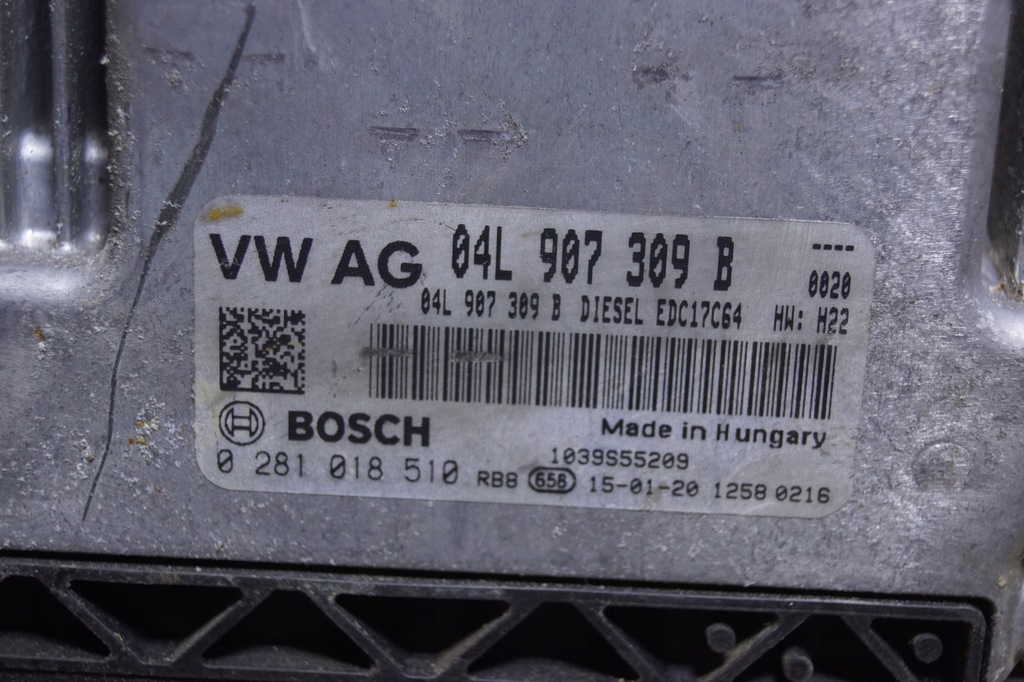 VW AG 04L 907 309 B ----
0020
04L 907 309 B DIESEL EDC17C64 HW: H22
BOSCH Made in Hungary
1039S55209
0 281 018 510 RB8 658 15-01-20 1258 0216